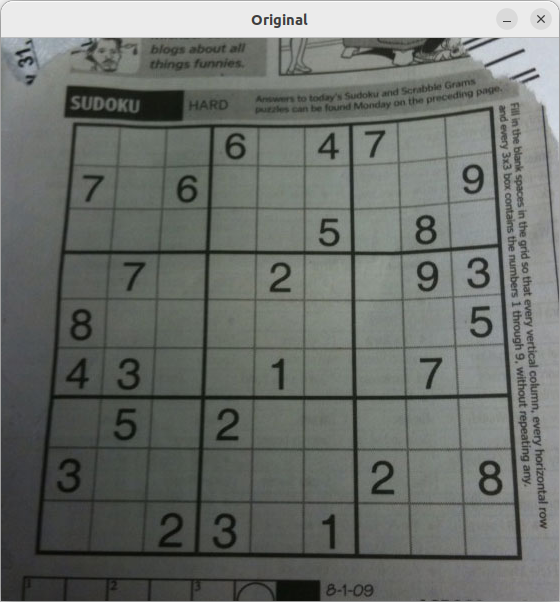 Original
blogs about all
things funnies.
SUDOKU HARD
Answers to today's Sudoku and Scrabble Grams
puzzles can be found Monday on the preceding page.
Fill in the blank spaces in the grid so that every vertical column, every horizontal row
and every 3x3 box contains the numbers 1 through 9, without repeating any.
6 4 7
7 6 9
5 8
7 2 9 3
8 5
4 3 1 7
5 2
3 2 8
2 3 1
1 2 3
8-1-09